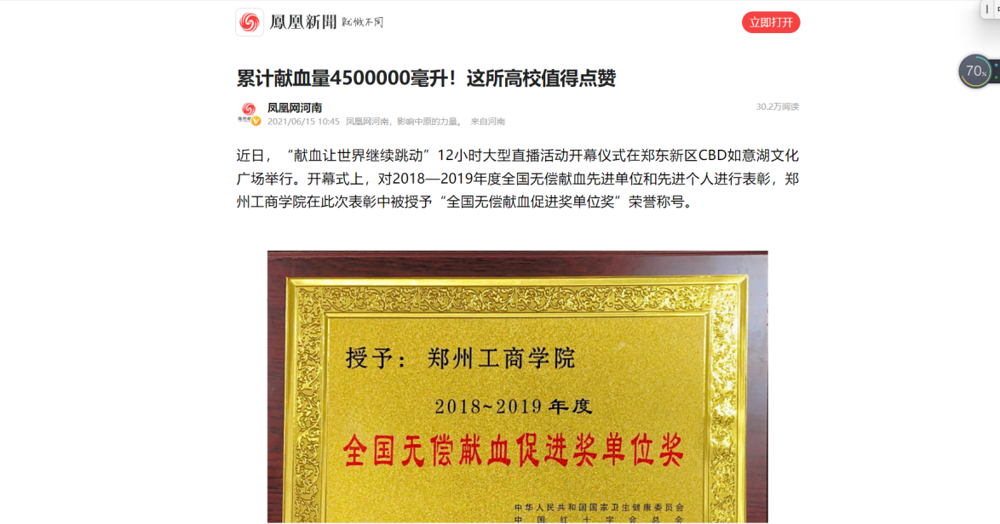 鳳凰新聞 就做不同
立即打开
70%
累计献血量4500000毫升！这所高校值得点赞
凤凰网河南
30.2万阅读
2021/06/15 10:45 凤凰网河南，影响中原的力量。 来自河南
近日，“献血让世界继续跳动”12小时大型直播活动开幕仪式在郑东新区CBD如意湖文化
广场举行。开幕式上，对2018—2019年度全国无偿献血先进单位和先进个人进行表彰，郑
州工商学院在此次表彰中被授予“全国无偿献血促进奖单位奖”荣誉称号。
授予：郑州工商学院
2018~2019年度
全国无偿献血促进奖单位奖
中华人民共和国国家卫生健康委员会
中国红十字会总会